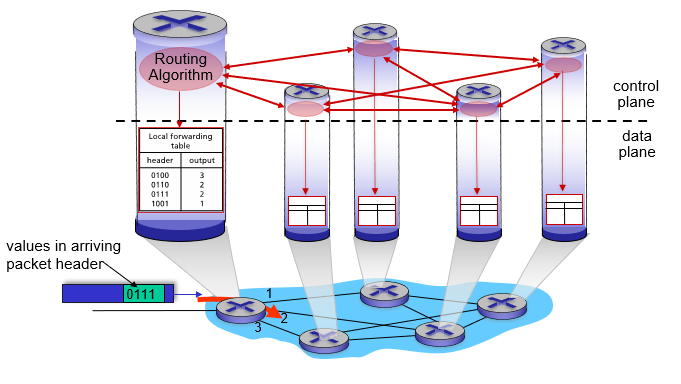 Routing
Algorithm
control
plane
data
plane
Local forwarding
table
header output
0100 3
0110 2
0111 2
1001 1
values in arriving
packet header
0111
1
2
3